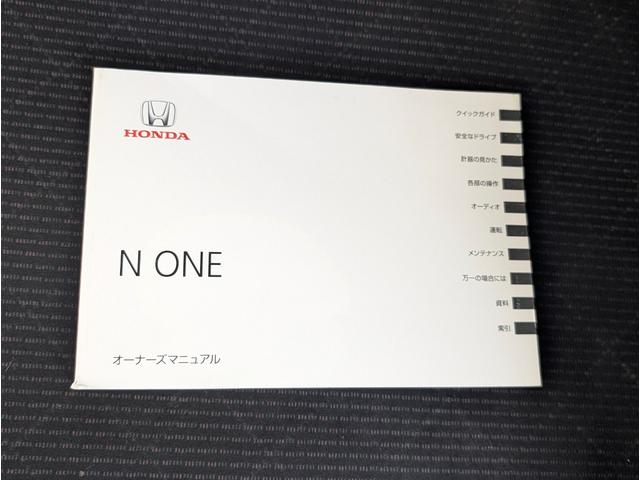 HONDA
N ONE
オーナーズマニュアル
クイックガイド
安全なドライブ
計器の見かた
各部の操作
オーディオ
運転
メンテナンス
万一の場合には
資料
索引